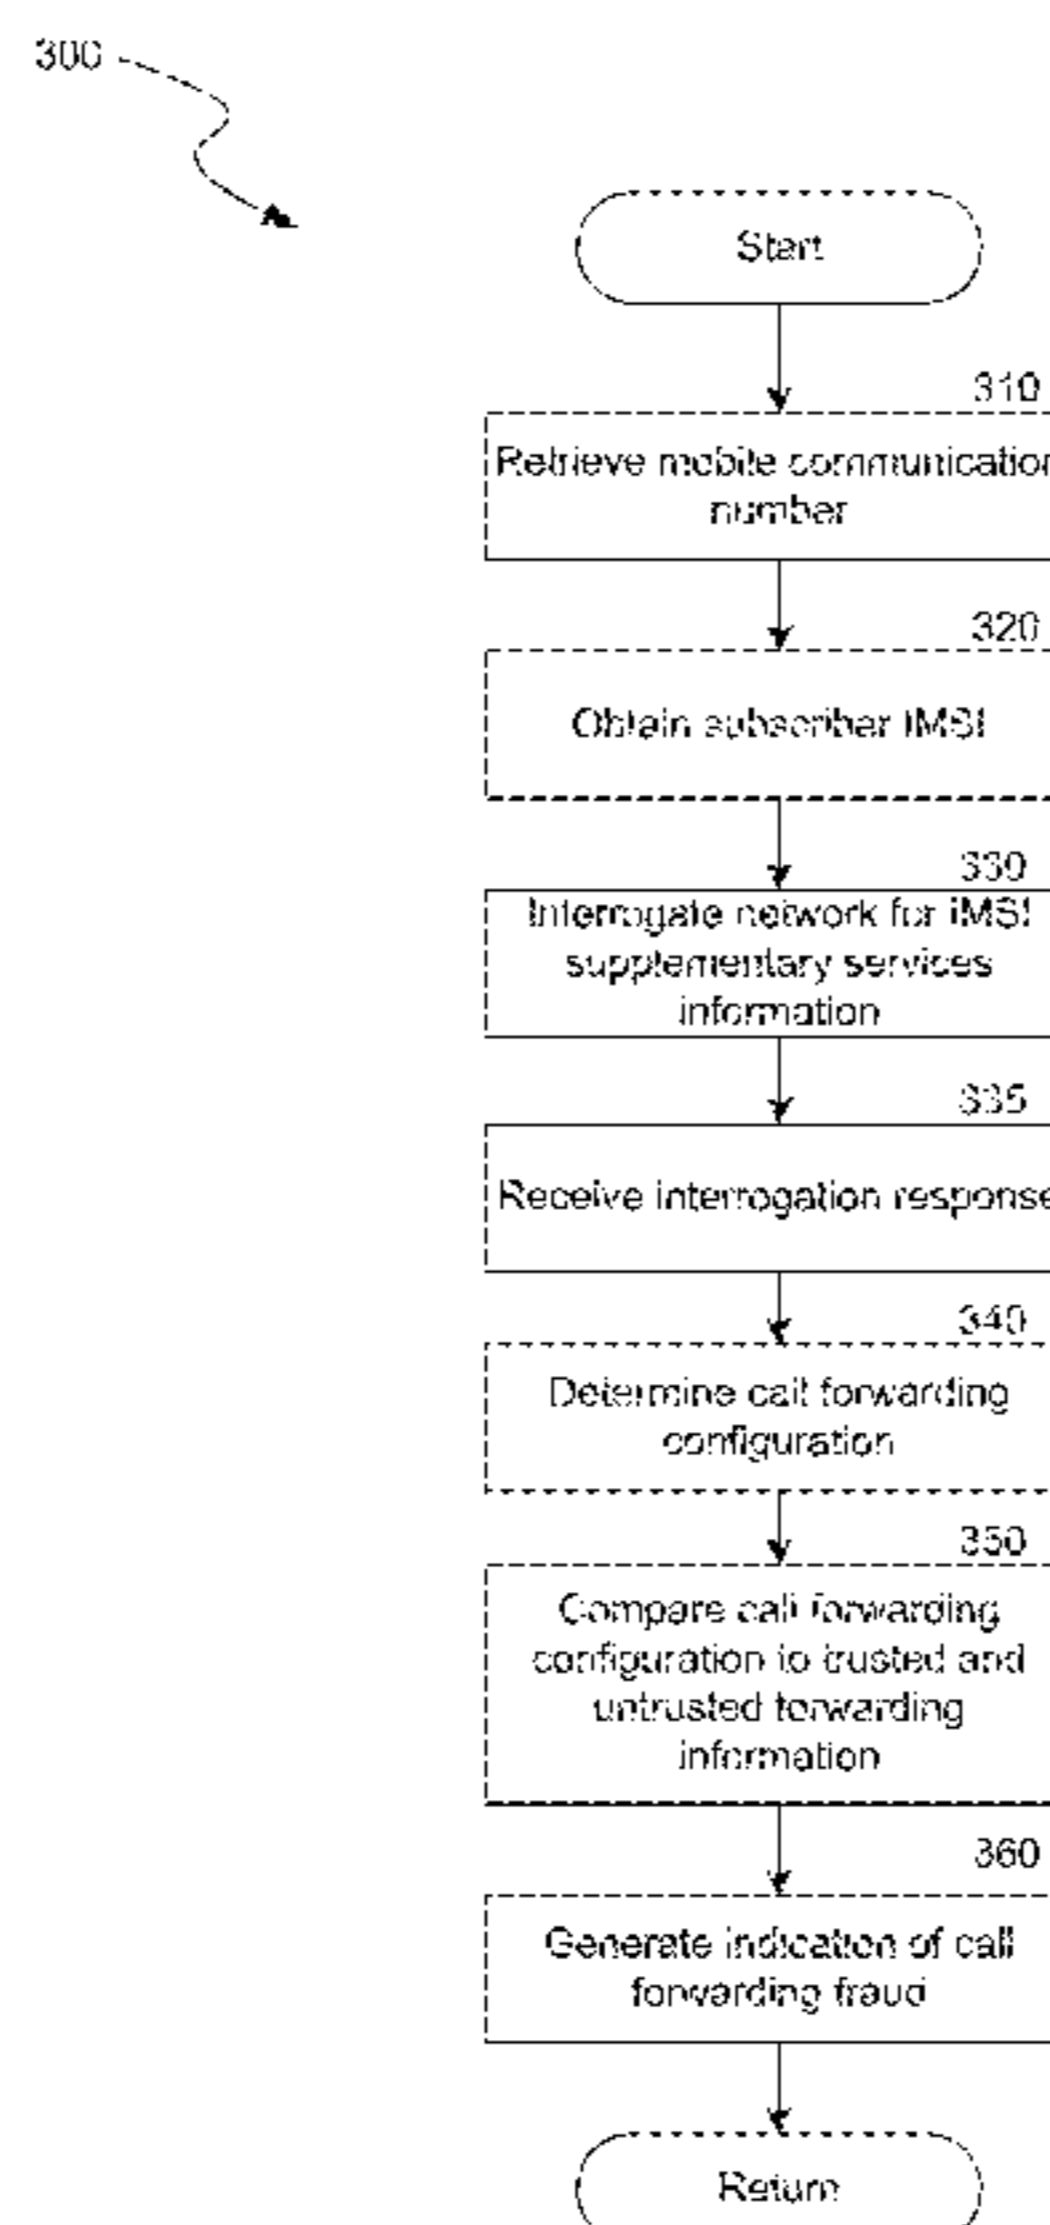 300
Start
310
Retrieve mobile communication
number
320
Obtain subscriber IMSI
330
Interrogate network for IMSI
supplementary services
information
335
Receive interrogation response
340
Determine call forwarding
configuration
350
Compare call forwarding
configuration to trusted and
untrusted forwarding
information
360
Generate indication of call
forwarding fraud
Return